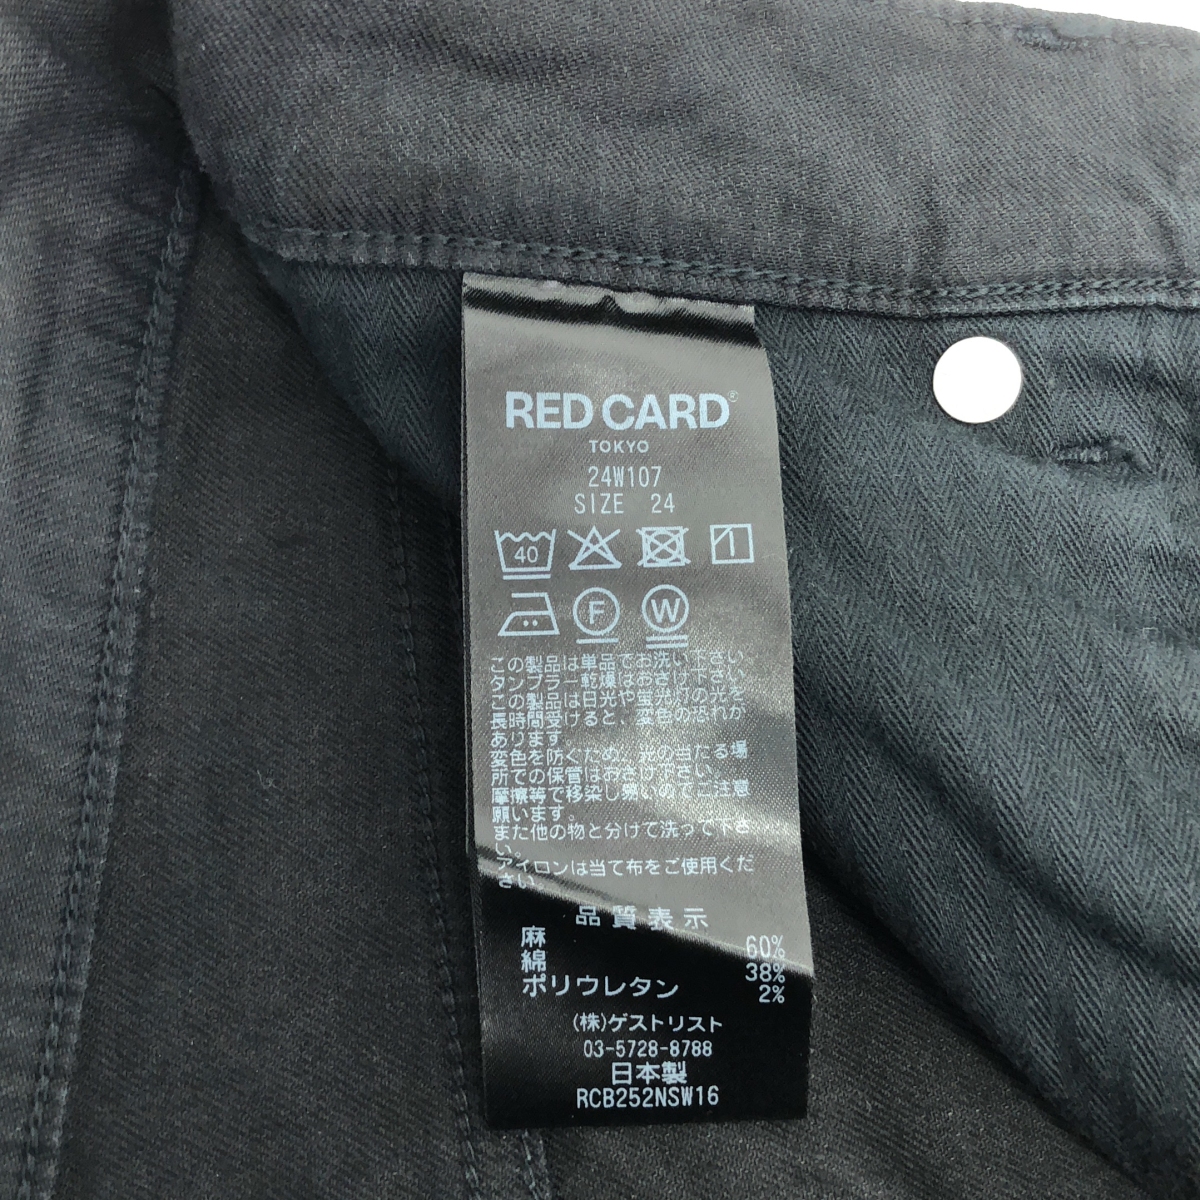 RED CARD®
TOKYO
24W107
SIZE 24
40
F W
この製品は単品でお洗い下さい。
タンブラー乾燥はおさけ下さい。
この製品は日光や蛍光灯の光を
長時間受けると、変色の恐れが
あります。
変色を防ぐため、光の当たる場
所での保管はおさけ下さい。
摩擦等で移染し易いのでご注意
願います。
また他の物と分けて洗って下さ
い。
アイロンは当て布をご使用くだ
さい。
品質表示
麻 60%
綿 38%
ポリウレタン 2%
(株)ゲストリスト
03-5728-8788
日本製
RCB252NSW16